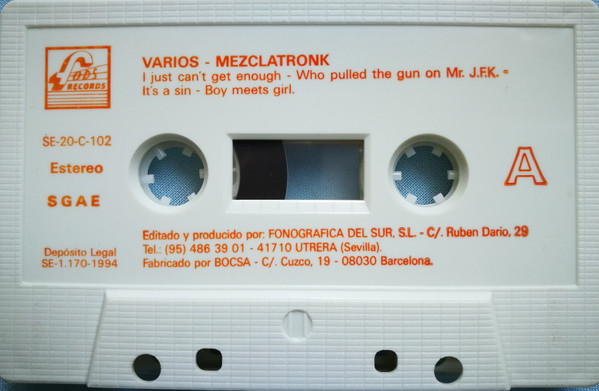 VARIOS - MEZCLATRONK
I just can't get enough - Who pulled the gun on Mr. J.F.K. -
It's a sin - Boy meets girl.
RECORDS
SE-20-C-102
Estereo
SGAE
A
Editado y producido por: FONOGRAFICA DEL SUR, S.L. - C/. Ruben Dario, 29
Tel.: (95) 486 39 01 - 41710 UTRERA (Sevilla).
Fabricado por BOCSA - C/. Cuzco, 19 - 08030 Barcelona.
Depósito Legal
SE-1.170-1994